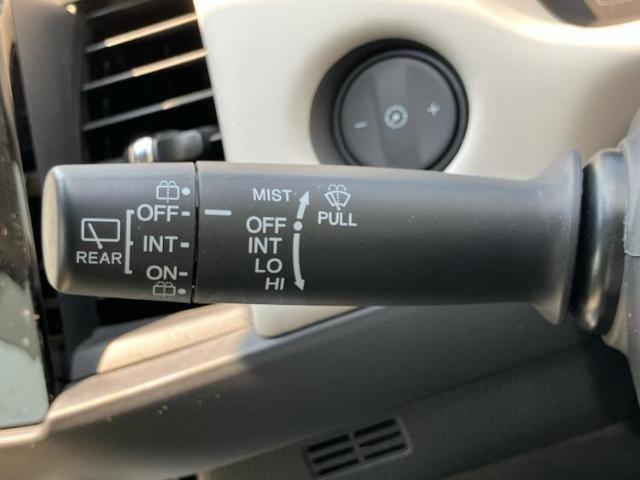 OFF
INT
ON
REAR
MIST
OFF
INT
LO
HI
PULL
− +